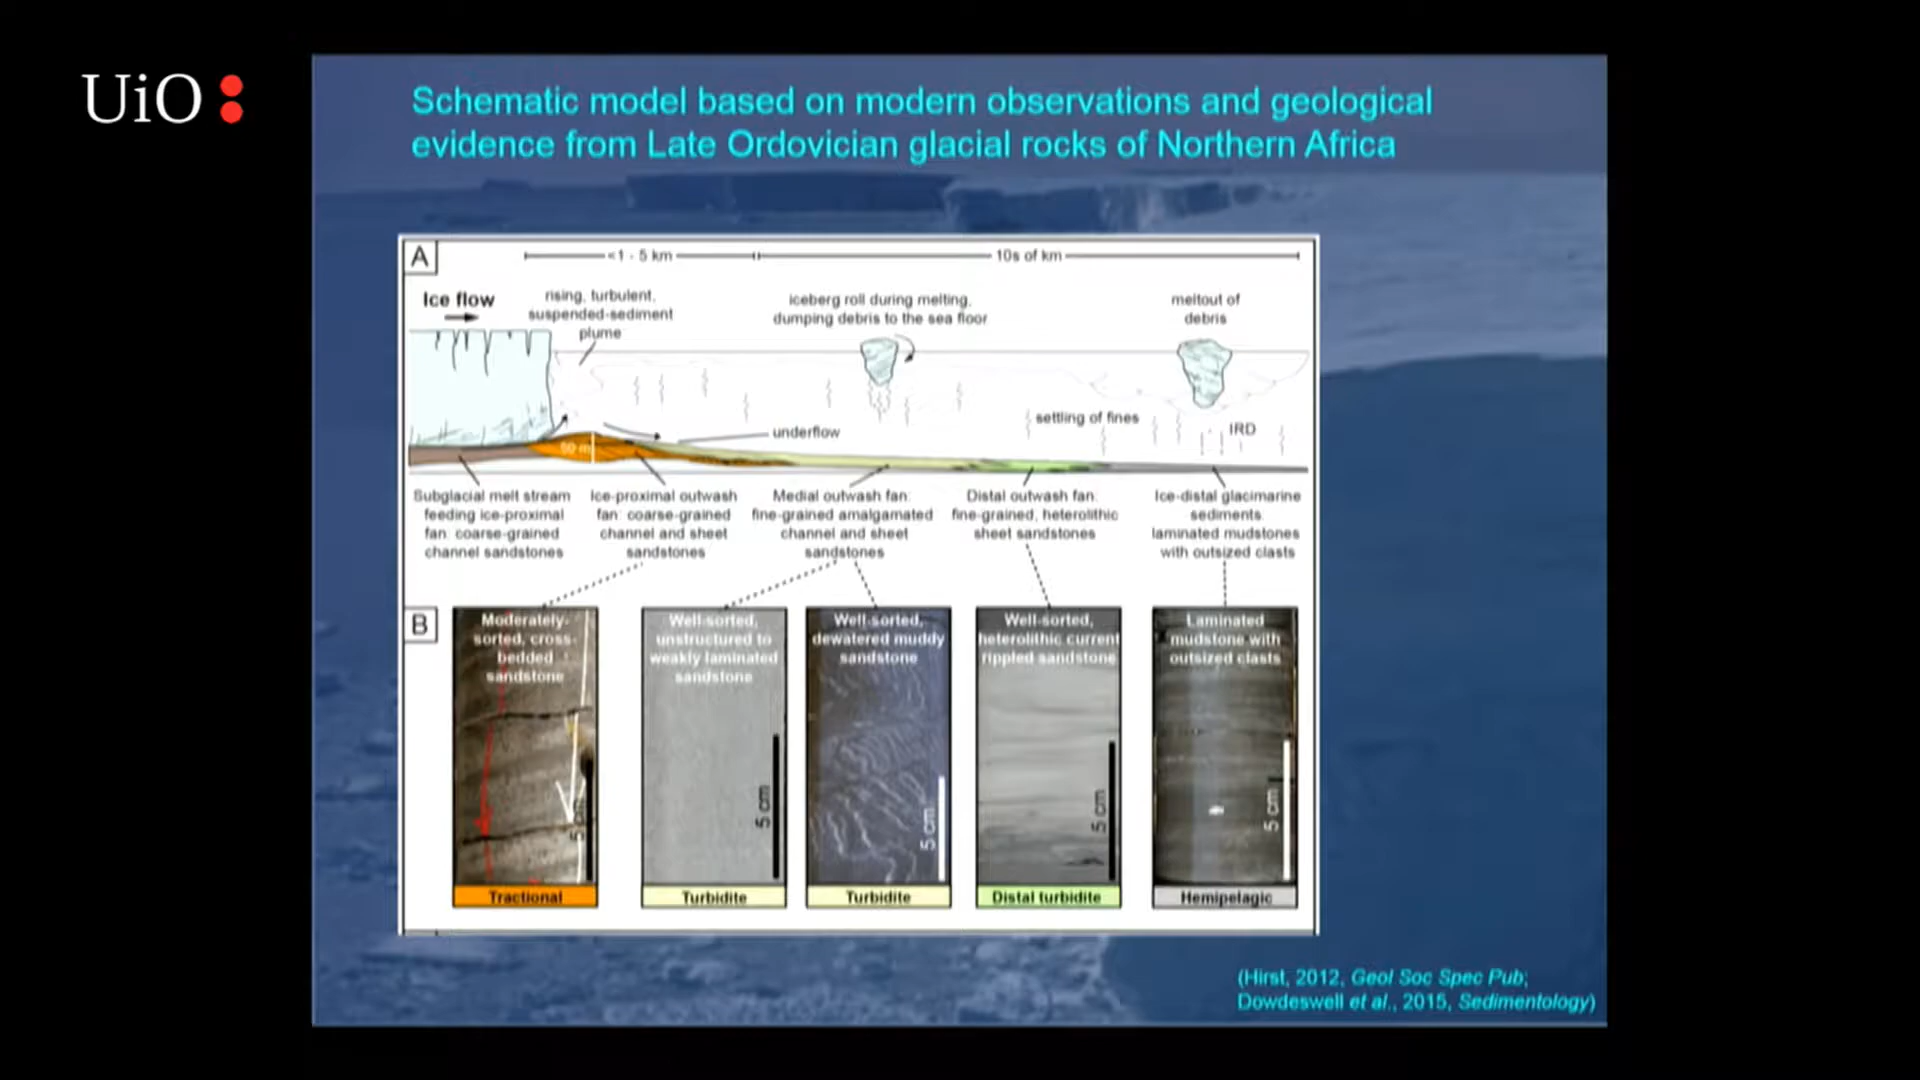 UiO
Schematic model based on modern observations and geological
evidence from Late Ordovician glacial rocks of Northern Africa
A
<1 - 5 km
10s of km
Ice flow
rising, turbulent,
suspended-sediment
plume
iceberg roll during melting,
dumping debris to the sea floor
meltout of
debris
settling of fines
IRD
underflow
50 m
Subglacial melt stream
feeding ice-proximal
fan: coarse-grained
channel sandstones
Ice-proximal outwash
fan: coarse-grained
channel and sheet
sandstones
Medial outwash fan:
fine-grained amalgamated
channel and sheet
sandstones
Distal outwash fan:
fine-grained, heterolithic
sheet sandstones
Ice-distal glacimarine
sediments:
laminated mudstones
with outsized clasts
B
Moderately-
sorted, cross-
bedded
sandstone
5 cm
Tractional
Well-sorted,
unstructured to
weakly laminated
sandstone
5 cm
Turbidite
Well-sorted,
dewatered muddy
sandstone
5 cm
Turbidite
Well-sorted,
heterolithic current
rippled sandstone
5 cm
Distal turbidite
Laminated
mudstone with
outsized clasts
5 cm
Hemipelagic
(Hirst, 2012, Geol Soc Spec Pub;
Dowdeswell et al., 2015, Sedimentology)